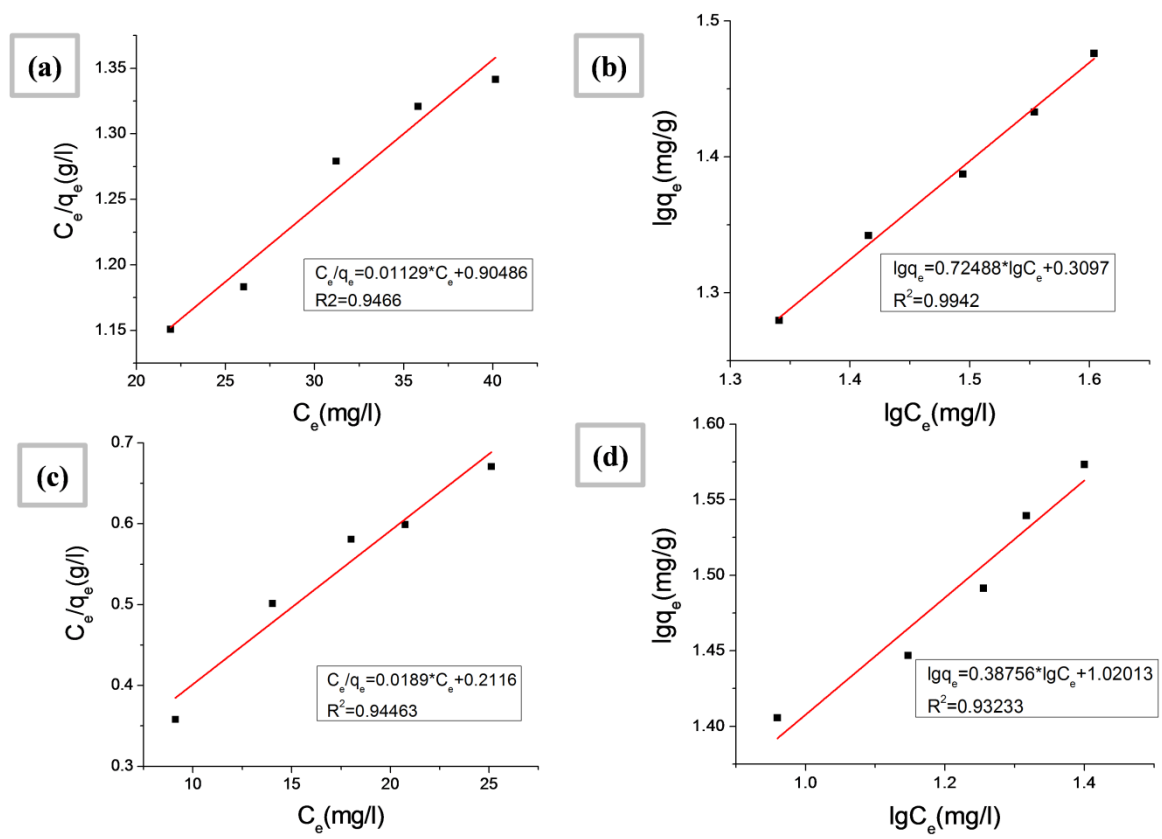 (a)
1.35
1.30
1.25
1.20
1.15
C_e/q_e(g/l)
C_e/q_e=0.01129*C_e+0.90486
R2=0.9466
20 25 30 35 40
C_e(mg/l)
(b)
1.5
1.4
1.3
lgq_e(mg/g)
lgq_e=0.72488*lgC_e+0.3097
R²=0.9942
1.3 1.4 1.5 1.6
lgC_e(mg/l)
(c)
0.7
0.6
0.5
0.4
0.3
C_e/q_e(g/l)
C_e/q_e=0.0189*C_e+0.2116
R²=0.94463
10 15 20 25
C_e(mg/l)
(d)
1.60
1.55
1.50
1.45
1.40
lgq_e(mg/g)
lgq_e=0.38756*lgC_e+1.02013
R²=0.93233
1.0 1.2 1.4
lgC_e(mg/l)